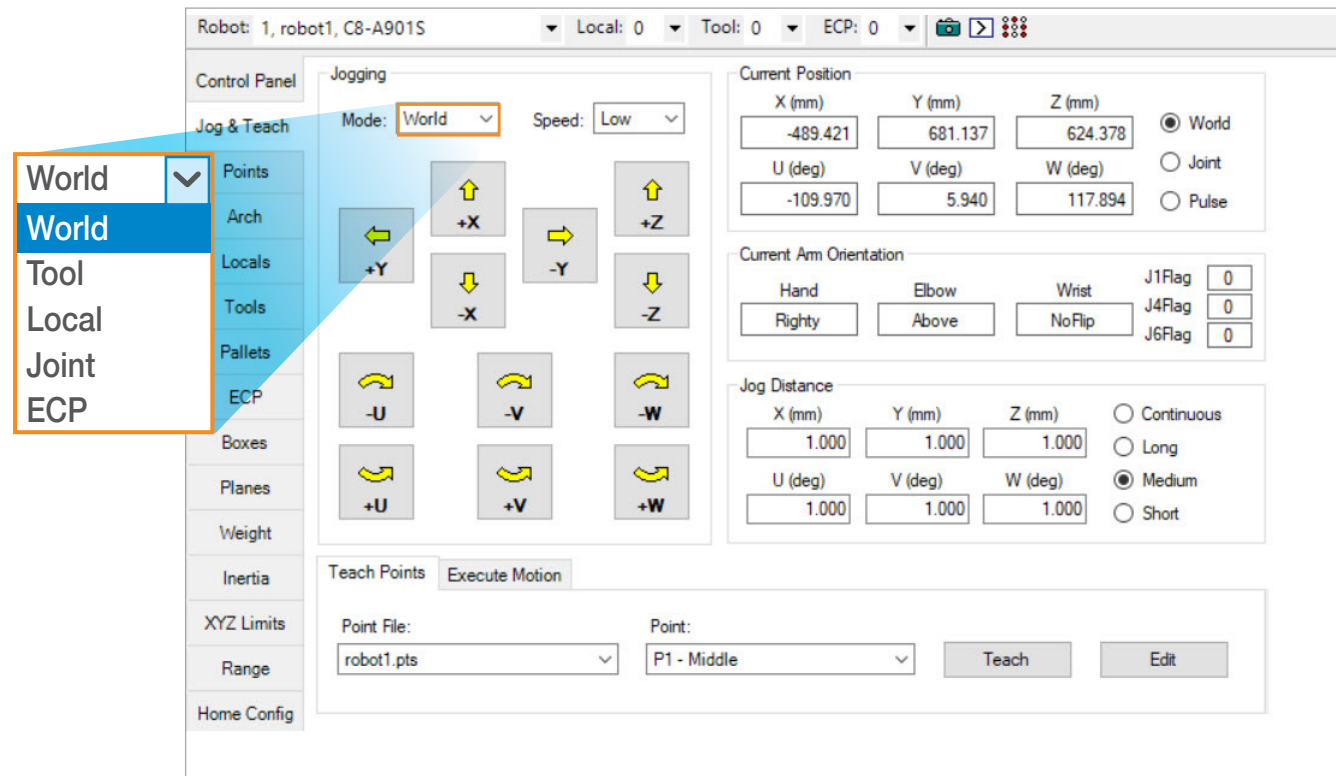 Robot: 1, robot1, C8-A901S Local: 0 Tool: 0 ECP: 0
Control Panel
Jog & Teach
Points
Arch
Locals
Tools
Pallets
ECP
Boxes
Planes
Weight
Inertia
XYZ Limits
Range
Home Config
World
World
Tool
Local
Joint
ECP
Jogging
Mode: World Speed: Low
+X +Z
+Y -Y
-X -Z
-U -V -W
+U +V +W
Current Position
X (mm) Y (mm) Z (mm)
-489.421 681.137 624.378
U (deg) V (deg) W (deg)
-109.970 5.940 117.894
World
Joint
Pulse
Current Arm Orientation
Hand Elbow Wrist
Righty Above NoFlip
J1Flag 0
J4Flag 0
J6Flag 0
Jog Distance
X (mm) Y (mm) Z (mm)
1.000 1.000 1.000
U (deg) V (deg) W (deg)
1.000 1.000 1.000
Continuous
Long
Medium
Short
Teach Points Execute Motion
Point File: Point:
robot1.pts P1 - Middle Teach Edit